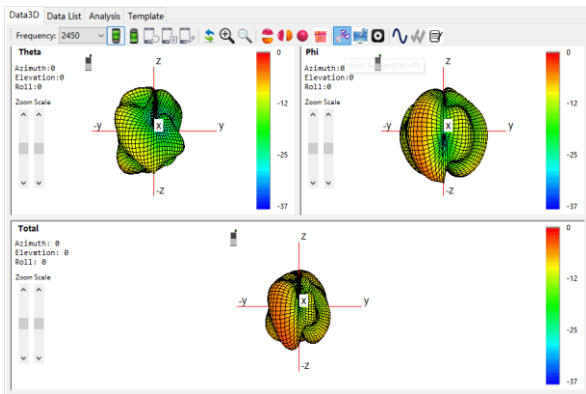 Data3D Data List Analysis Template
Frequency: 2450
Theta
Azimuth:0
Elevation:0
Roll:0
Zoom Scale
Z
-y
X
y
-Z
0
-12
-25
-37
Phi
Azimuth:0
Elevation:0
Roll:0
Zoom Scale
Z
-y
X
y
-Z
0
-12
-25
-37
Total
Azimuth: 0
Elevation: 0
Roll: 0
Zoom Scale
Z
-y
X
y
-Z
0
-12
-25
-37